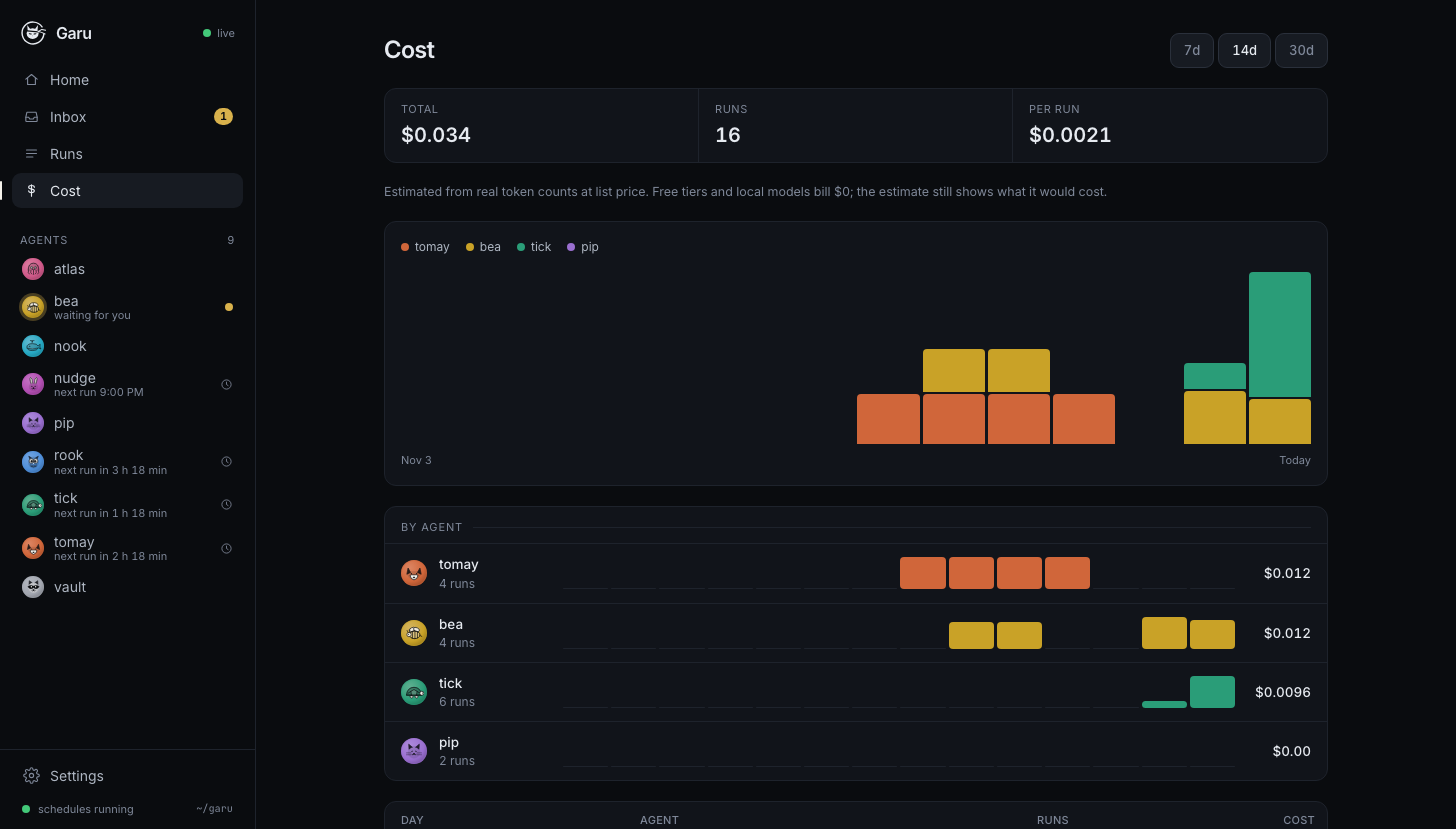 Garu
live
Home
Inbox
1
Runs
Cost
AGENTS
9
atlas
bea
waiting for you
nook
nudge
next run 9:00 PM
pip
rook
next run in 3 h 18 min
tick
next run in 1 h 18 min
tomay
next run in 2 h 18 min
vault
Settings
schedules running
~/garu
Cost
7d
14d
30d
TOTAL
$0.034
RUNS
16
PER RUN
$0.0021
Estimated from real token counts at list price. Free tiers and local models bill $0; the estimate still shows what it would cost.
tomay
bea
tick
pip
Nov 3
Today
BY AGENT
tomay
4 runs
$0.012
bea
4 runs
$0.012
tick
6 runs
$0.0096
pip
2 runs
$0.00
DAY
AGENT
RUNS
COST